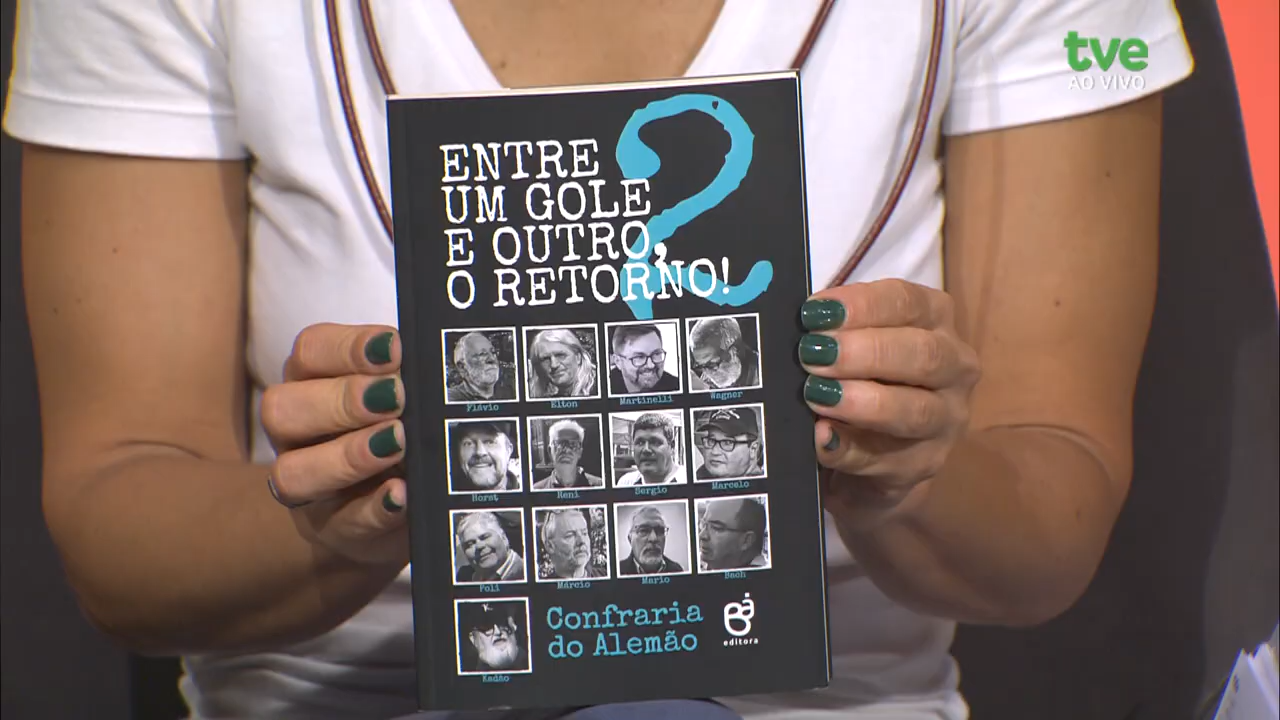 tve
AO VIVO
2
ENTRE
UM GOLE
E OUTRO,
O RETORNO!
Flávio Elton Martinelli Wagner
Horst Reni Sergio Marcelo
Poli Márcio Mario Bach
Kadão
Confraria
do Alemão
Bá
editora